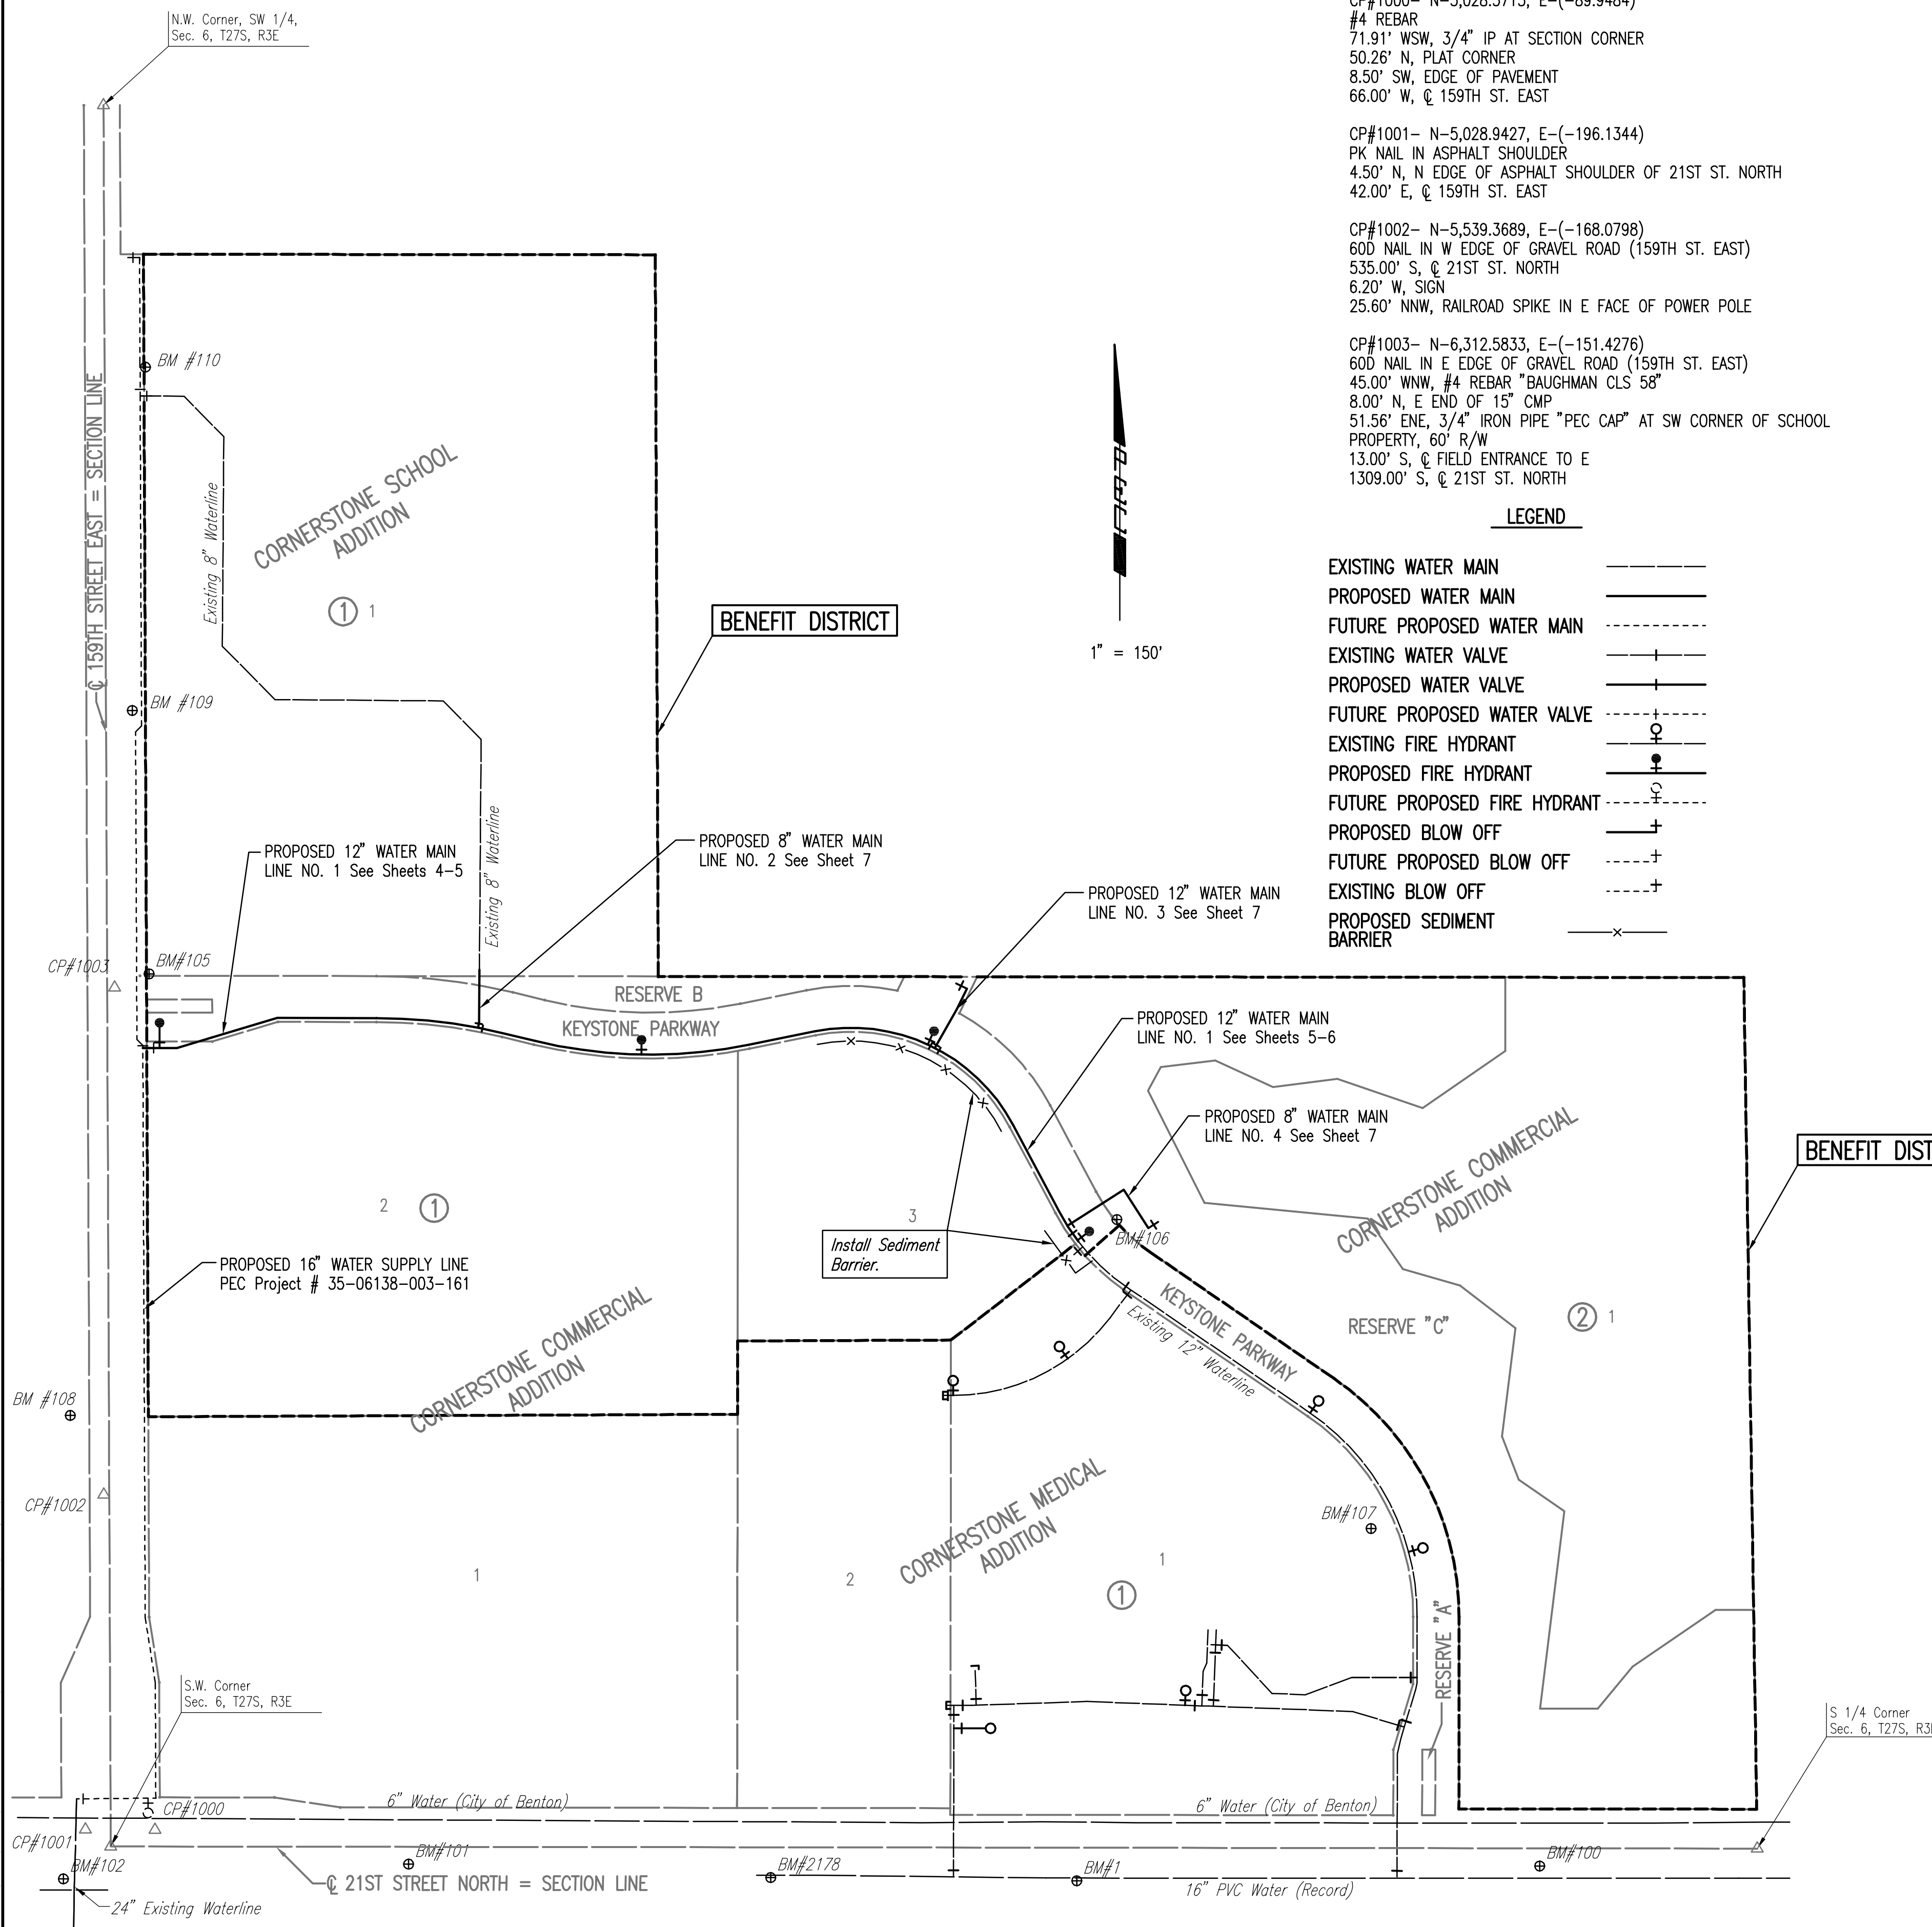 N.W. Corner, SW 1/4,
Sec. 6, T27S, R3E
#4 REBAR
71.91' WSW, 3/4" IP AT SECTION CORNER
50.26' N, PLAT CORNER
8.50' SW, EDGE OF PAVEMENT
66.00' W, ℄ 159TH ST. EAST
CP#1001- N-5,028.9427, E-(-196.1344)
PK NAIL IN ASPHALT SHOULDER
4.50' N, N EDGE OF ASPHALT SHOULDER OF 21ST ST. NORTH
42.00' E, ℄ 159TH ST. EAST
CP#1002- N-5,539.3689, E-(-168.0798)
60D NAIL IN W EDGE OF GRAVEL ROAD (159TH ST. EAST)
535.00' S, ℄ 21ST ST. NORTH
6.20' W, SIGN
25.60' NNW, RAILROAD SPIKE IN E FACE OF POWER POLE
CP#1003- N-6,312.5833, E-(-151.4276)
60D NAIL IN E EDGE OF GRAVEL ROAD (159TH ST. EAST)
45.00' WNW, #4 REBAR "BAUGHMAN CLS 58"
8.00' N, E END OF 15" CMP
51.56' ENE, 3/4" IRON PIPE "PEC CAP" AT SW CORNER OF SCHOOL
PROPERTY, 60' R/W
13.00' S, ℄ FIELD ENTRANCE TO E
1309.00' S, ℄ 21ST ST. NORTH
LEGEND
EXISTING WATER MAIN
PROPOSED WATER MAIN
FUTURE PROPOSED WATER MAIN
EXISTING WATER VALVE
PROPOSED WATER VALVE
FUTURE PROPOSED WATER VALVE
EXISTING FIRE HYDRANT
PROPOSED FIRE HYDRANT
FUTURE PROPOSED FIRE HYDRANT
PROPOSED BLOW OFF
FUTURE PROPOSED BLOW OFF
EXISTING BLOW OFF
PROPOSED SEDIMENT
BARRIER
1" = 150'
BM #110
℄ 159TH STREET EAST = SECTION LINE
Existing 8" Waterline
CORNERSTONE SCHOOL
ADDITION
1 1
BENEFIT DISTRICT
BM #109
PROPOSED 12" WATER MAIN
LINE NO. 1 See Sheets 4-5
Existing 8" Waterline
PROPOSED 8" WATER MAIN
LINE NO. 2 See Sheet 7
PROPOSED 12" WATER MAIN
LINE NO. 3 See Sheet 7
CP#1003
BM#105
RESERVE B
KEYSTONE PARKWAY
PROPOSED 12" WATER MAIN
LINE NO. 1 See Sheets 5-6
PROPOSED 8" WATER MAIN
LINE NO. 4 See Sheet 7
CORNERSTONE COMMERCIAL
ADDITION
BENEFIT DIST
2 1
3
Install Sediment
Barrier.
BM#106
PROPOSED 16" WATER SUPPLY LINE
PEC Project # 35-06138-003-161
KEYSTONE PARKWAY
Existing 12" Waterline
RESERVE "C"
2 1
CORNERSTONE COMMERCIAL
ADDITION
BM #108
CP#1002
CORNERSTONE MEDICAL
ADDITION
BM#107
1
2
1
1
RESERVE "A"
S.W. Corner
Sec. 6, T27S, R3E
S 1/4 Corner
Sec. 6, T27S, R3
CP#1000
6" Water (City of Benton)
6" Water (City of Benton)
CP#1001
BM#102
BM#101
BM#2178
BM#1
BM#100
℄ 21ST STREET NORTH = SECTION LINE
16" PVC Water (Record)
24" Existing Waterline